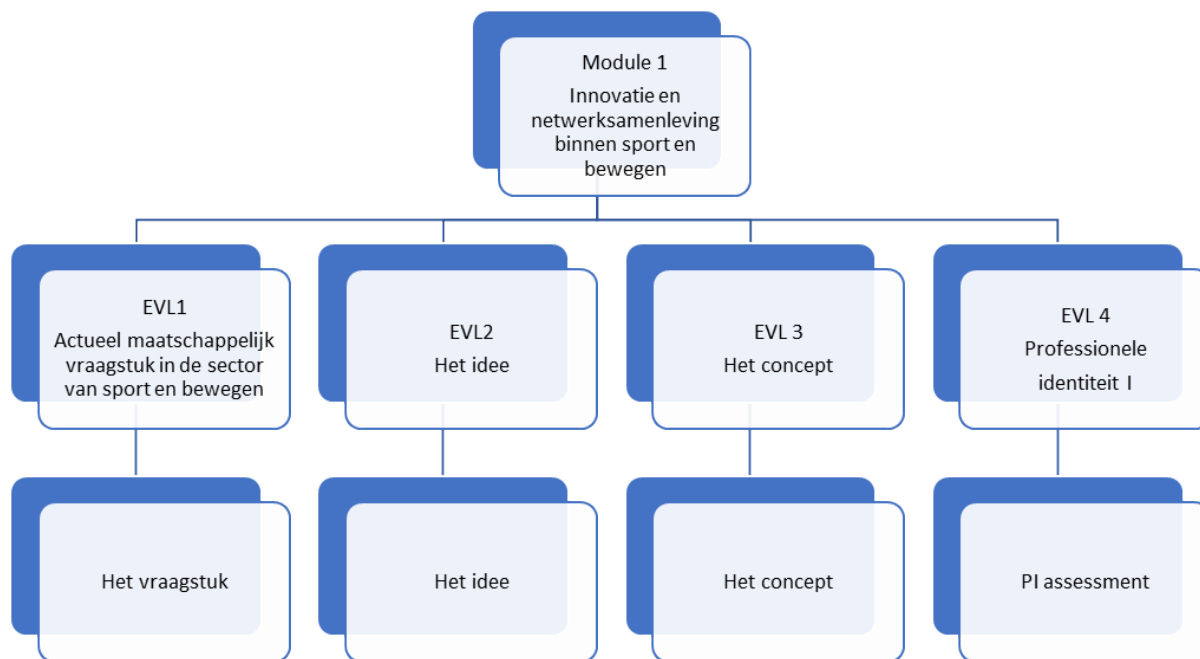 Module 1
Innovatie en
netwerksamenleving
binnen sport en
bewegen
EVL1
Actueel maatschappelijk
vraagstuk in de sector
van sport en bewegen
EVL2
Het idee
EVL 3
Het concept
EVL 4
Professionele
identiteit I
Het vraagstuk
Het idee
Het concept
PI assessment